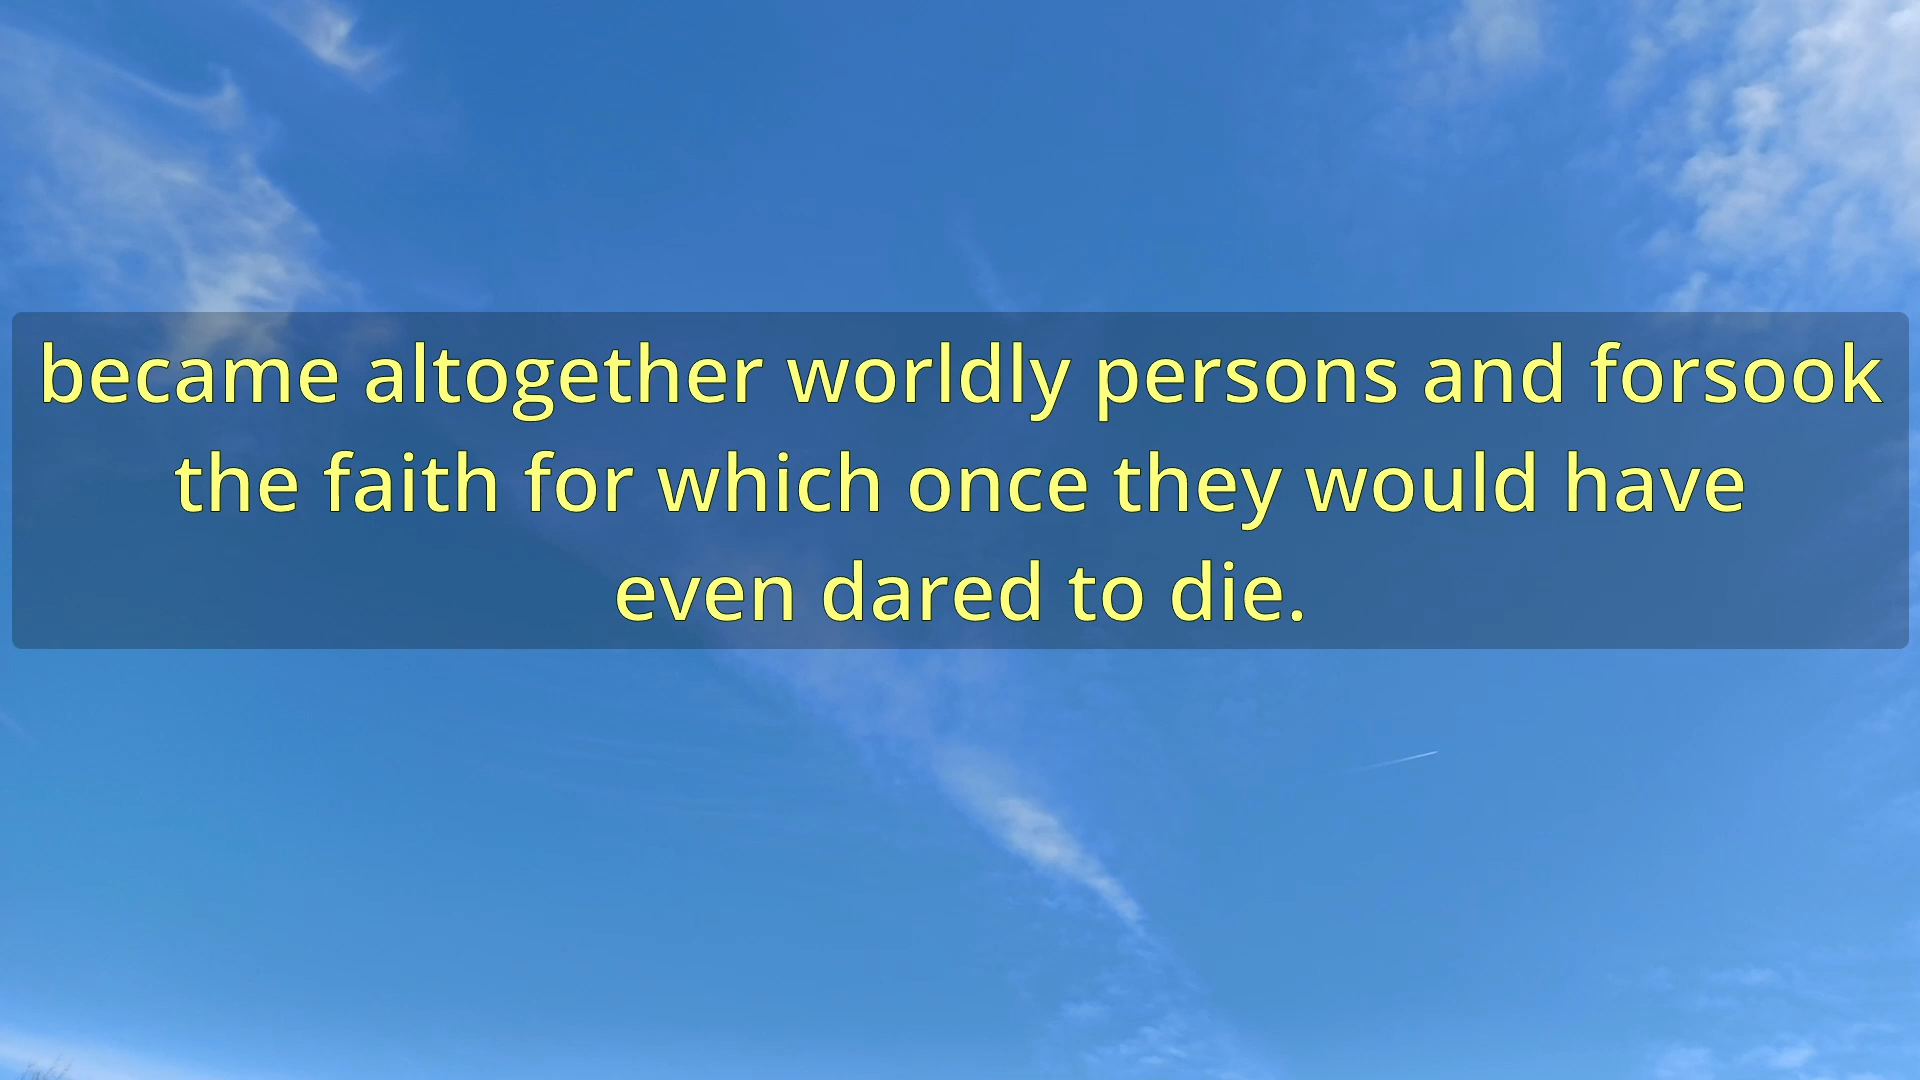 became altogether worldly persons and forsook
the faith for which once they would have
even dared to die.